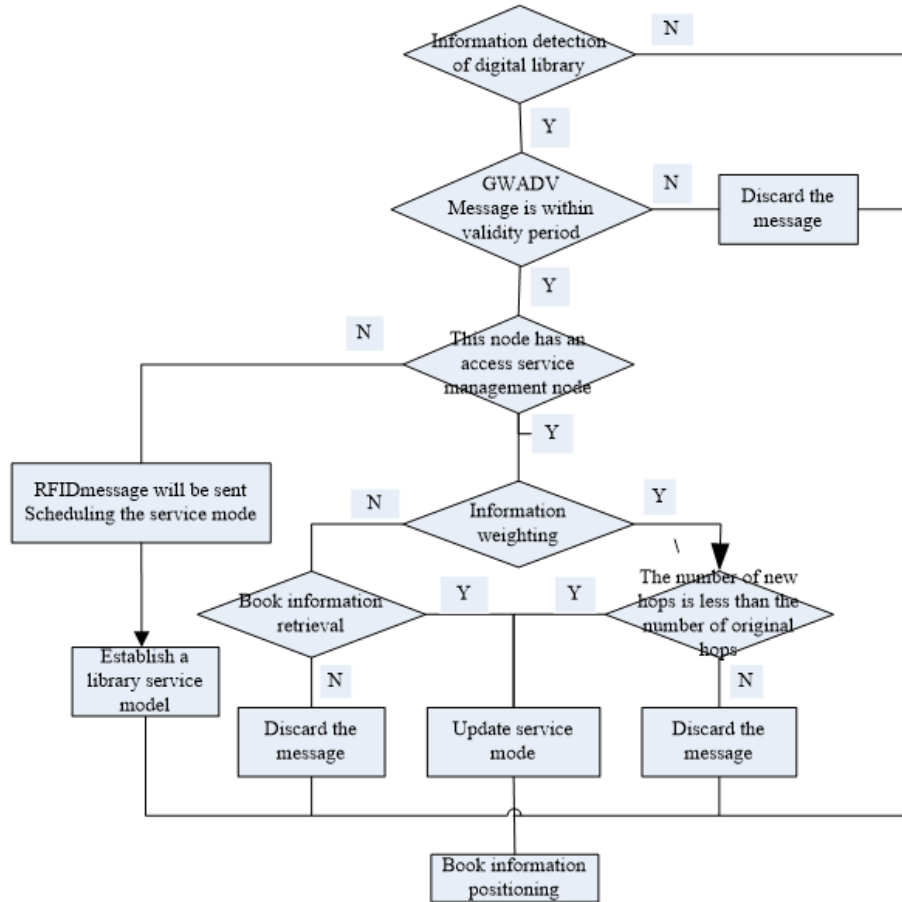 Information detection
of digital library
N
Y
GWADV
Message is within
validity period
N
Discard the
message
Y
N
This node has an
access service
management node
Y
RFIDmessage will be sent
Scheduling the service mode
N
Information
weighting
Y
\
Book information
retrieval
Y
Y
The number of new
hops is less than the
number of original
hops
Establish a
library service
model
N
N
Discard the
message
Update service
mode
Discard the
message
Book information
positioning